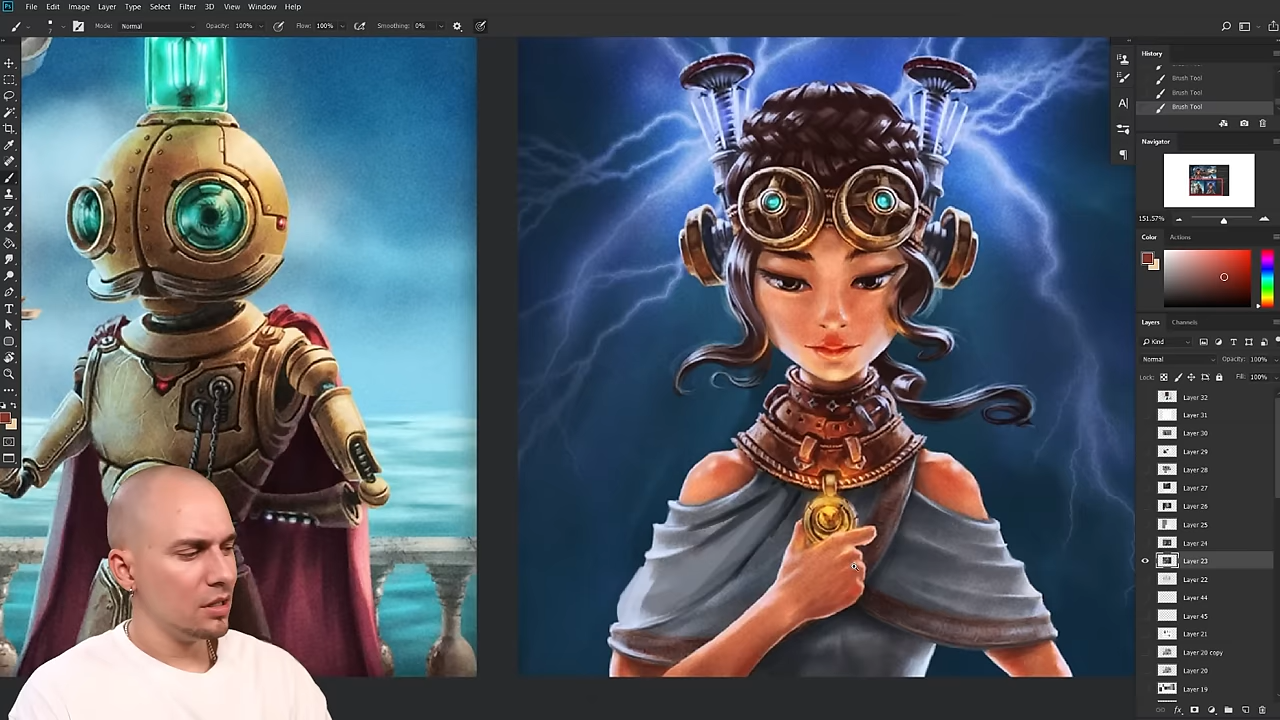 Ps File Edit Image Layer Type Select Filter 3D View Window Help
7 Mode: Normal Opacity: 100% Flow: 100% Smoothing: 0%
History
Brush Tool
Brush Tool
Brush Tool
Navigator
151.57%
Color Actions
Layers Channels
Kind
Normal Opacity: 100%
Lock: Fill: 100%
Layer 32
Layer 31
Layer 30
Layer 29
Layer 28
Layer 27
Layer 26
Layer 25
Layer 24
Layer 23
Layer 22
Layer 44
Layer 45
Layer 21
Layer 20 copy
Layer 20
Layer 19